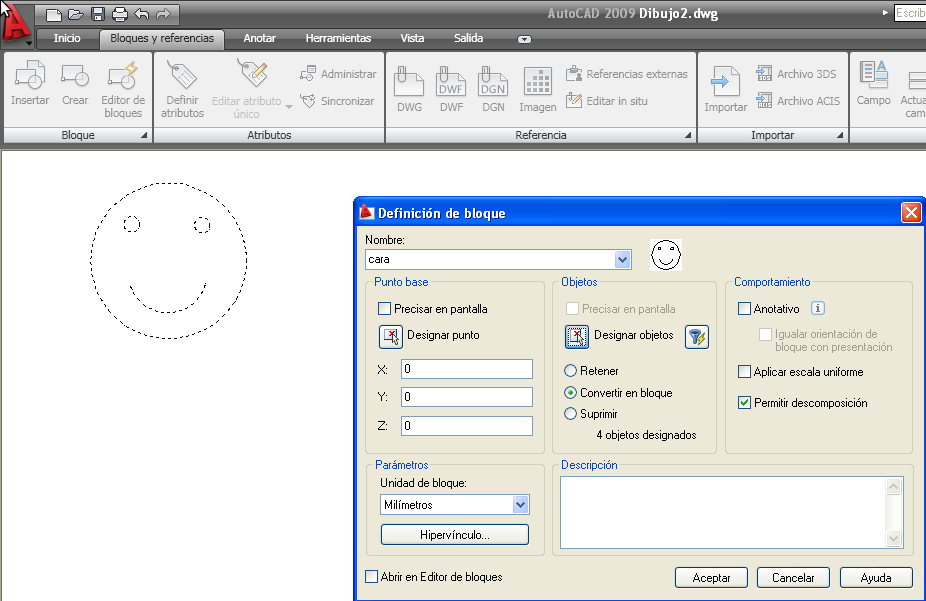 AutoCAD 2009 Dibujo2.dwg
Escrib
Inicio
Bloques y referencias
Anotar
Herramientas
Vista
Salida
Insertar
Crear
Editor de
bloques
Bloque
Definir
atributos
Editar atributo
único
Administrar
Sincronizar
Atributos
DWG
DWF
DWF
DGN
DGN
Imagen
Referencias externas
Editar in situ
Referencia
Importar
Archivo 3DS
Archivo ACIS
Importar
Campo
Actua
cam
Definición de bloque
Nombre:
cara
Punto base
Precisar en pantalla
Designar punto
X:
0
Y:
0
Z:
0
Objetos
Precisar en pantalla
Designar objetos
Retener
Convertir en bloque
Suprimir
4 objetos designados
Comportamiento
Anotativo
i
Igualar orientación de
bloque con presentación
Aplicar escala uniforme
Permitir descomposición
Parámetros
Unidad de bloque:
Milímetros
Hipervínculo...
Descripción
Abrir en Editor de bloques
Aceptar
Cancelar
Ayuda